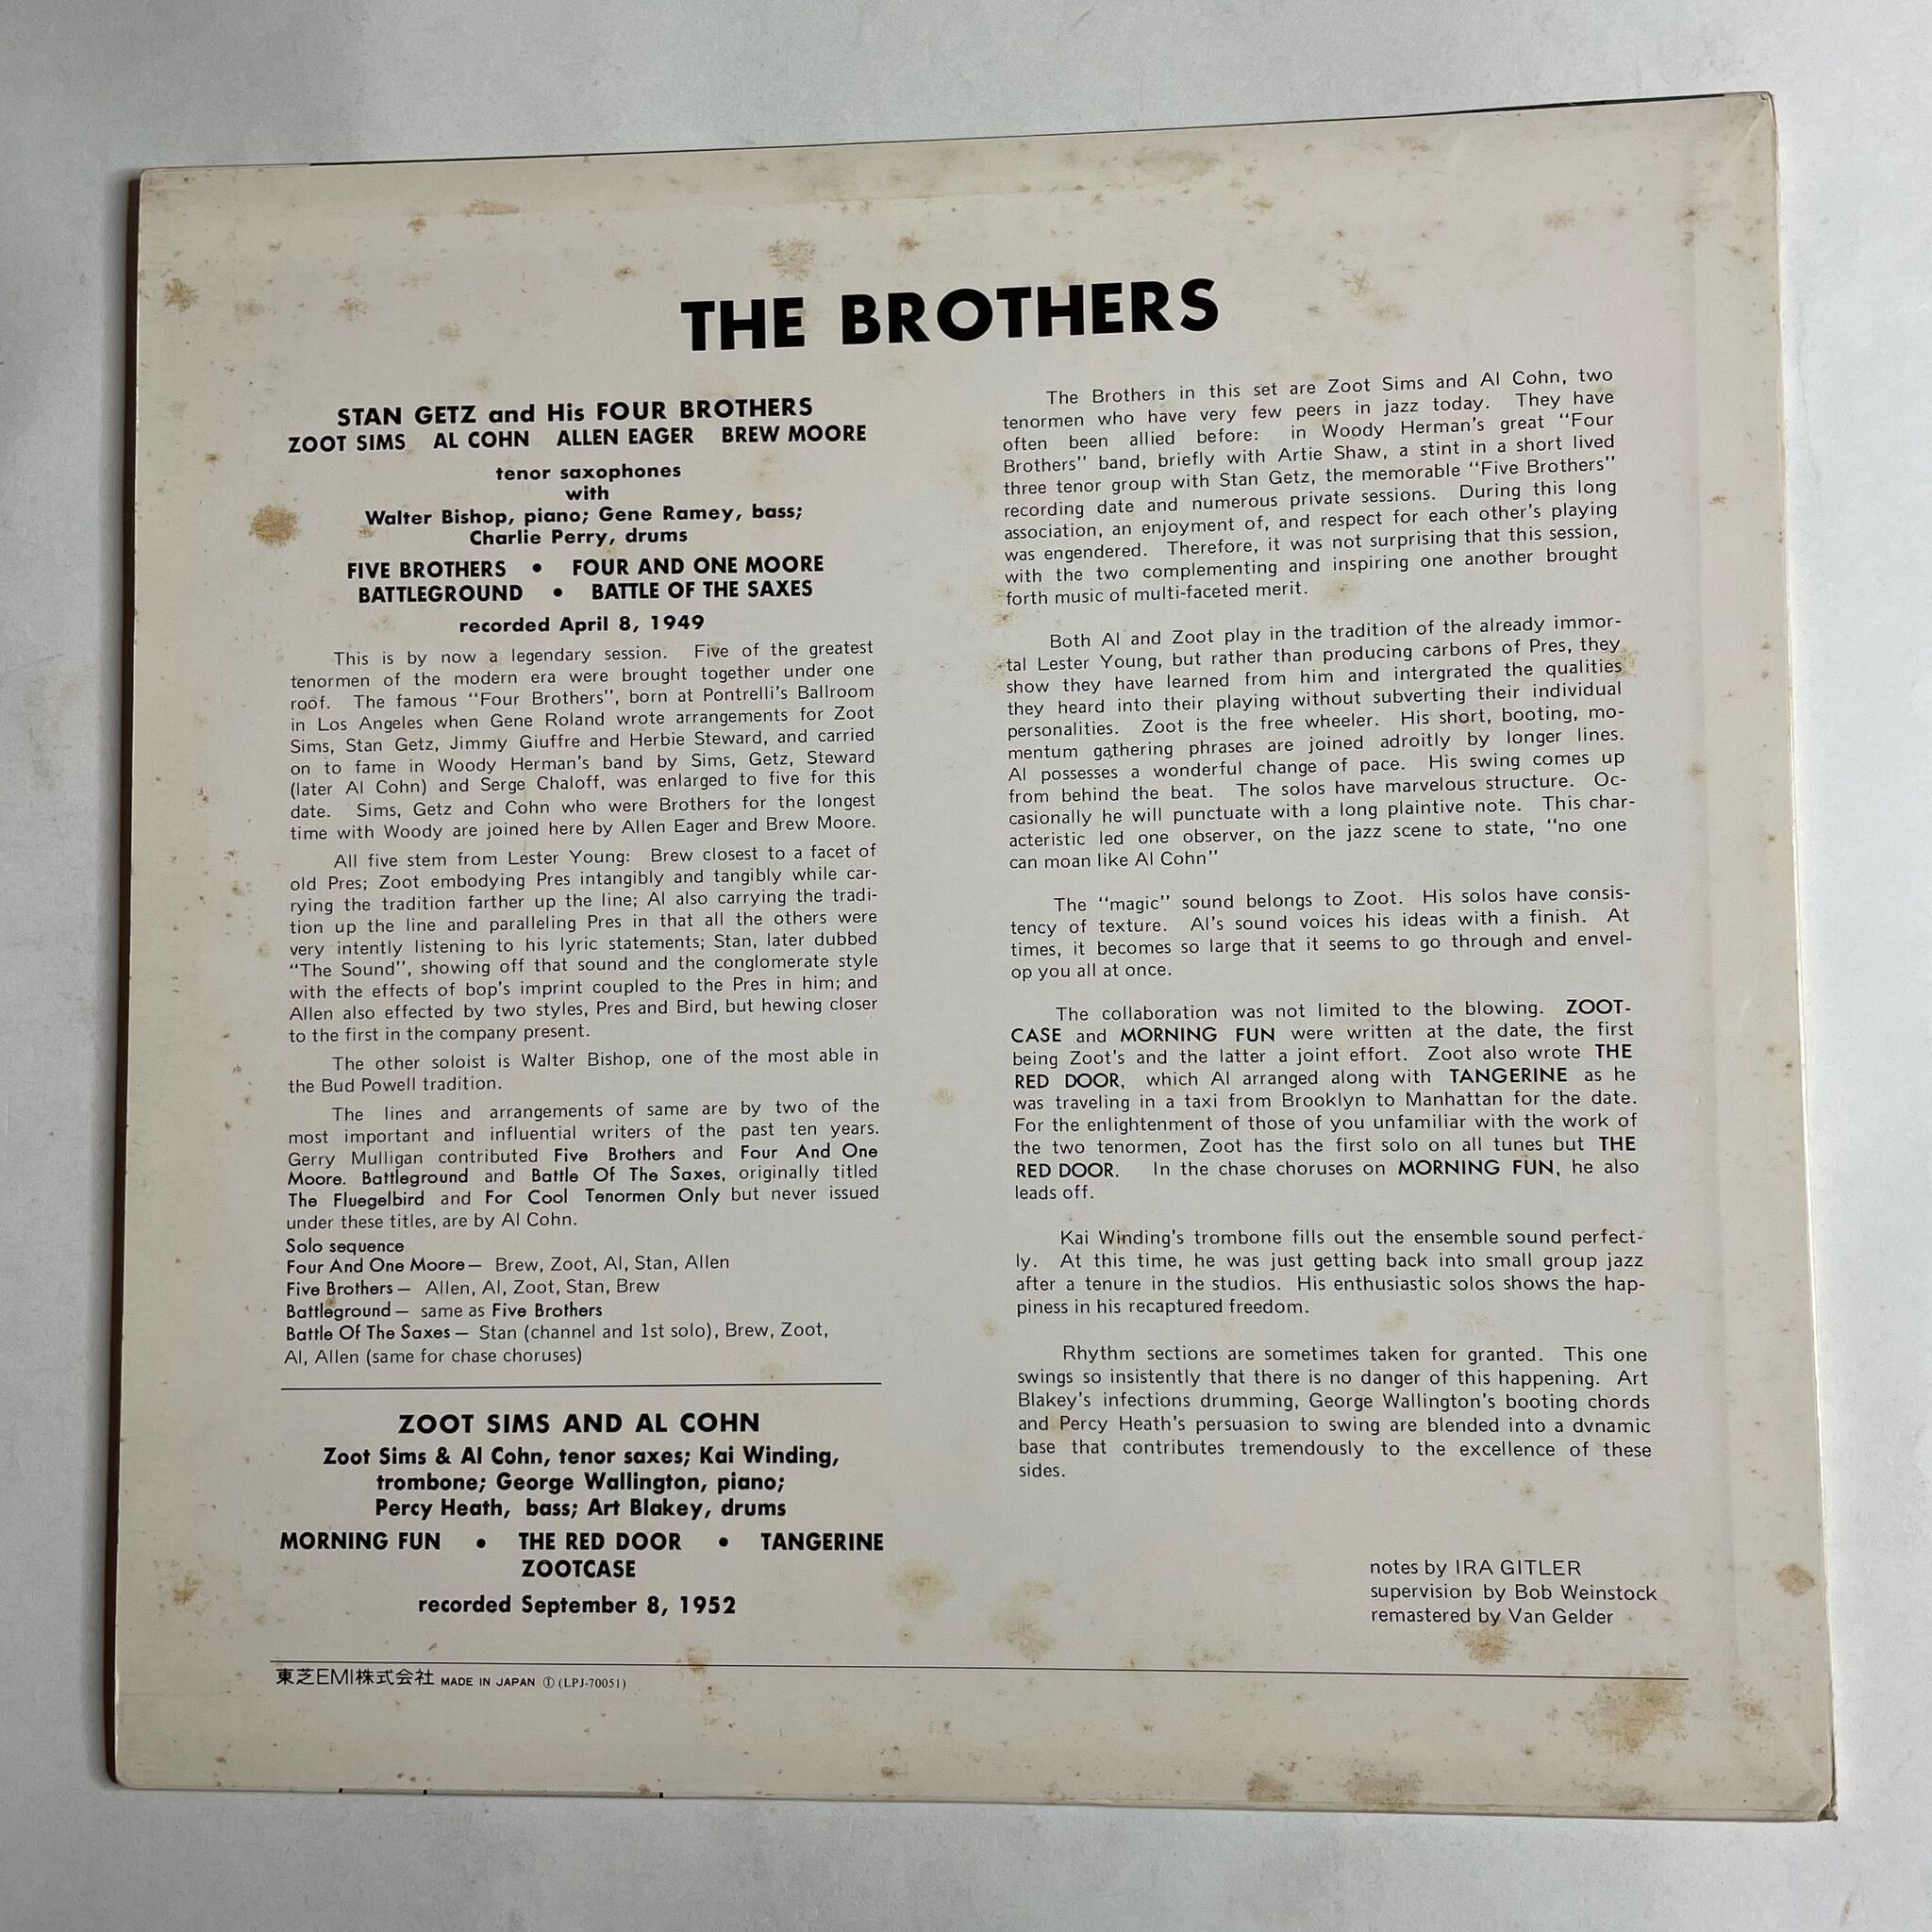 THE BROTHERS
STAN GETZ and His FOUR BROTHERS
ZOOT SIMS AL COHN ALLEN EAGER BREW MOORE
tenor saxophones
with
Walter Bishop, piano; Gene Ramey, bass;
Charlie Perry, drums
FIVE BROTHERS • FOUR AND ONE MOORE
BATTLEGROUND • BATTLE OF THE SAXES
recorded April 8, 1949
This is by now a legendary session. Five of the greatest
tenormen of the modern era were brought together under one
roof. The famous "Four Brothers", born at Pontrelli's Ballroom
in Los Angeles when Gene Roland wrote arrangements for Zoot
Sims, Stan Getz, Jimmy Giuffre and Herbie Steward, and carried
on to fame in Woody Herman's band by Sims, Getz, Steward
(later Al Cohn) and Serge Chaloff, was enlarged to five for this
date. Sims, Getz and Cohn who were Brothers for the longest
time with Woody are joined here by Allen Eager and Brew Moore.
All five stem from Lester Young: Brew closest to a facet of
old Pres; Zoot embodying Pres intangibly and tangibly while car-
rying the tradition farther up the line; Al also carrying the tradi-
tion up the line and paralleling Pres in that all the others were
very intently listening to his lyric statements; Stan, later dubbed
"The Sound", showing off that sound and the conglomerate style
with the effects of bop's imprint coupled to the Pres in him; and
Allen also effected by two styles, Pres and Bird, but hewing closer
to the first in the company present.
The other soloist is Walter Bishop, one of the most able in
the Bud Powell tradition.
The lines and arrangements of same are by two of the
most important and influential writers of the past ten years.
Gerry Mulligan contributed Five Brothers and Four And One
Moore. Battleground and Battle Of The Saxes, originally titled
The Fluegelbird and For Cool Tenormen Only but never issued
under these titles, are by Al Cohn.
Solo sequence
Four And One Moore— Brew, Zoot, Al, Stan, Allen
Five Brothers— Allen, Al, Zoot, Stan, Brew
Battleground— same as Five Brothers
Battle Of The Saxes— Stan (channel and 1st solo), Brew, Zoot,
Al, Allen (same for chase choruses)
ZOOT SIMS AND AL COHN
Zoot Sims & Al Cohn, tenor saxes; Kai Winding,
trombone; George Wallington, piano;
Percy Heath, bass; Art Blakey, drums
MORNING FUN • THE RED DOOR • TANGERINE
ZOOTCASE
recorded September 8, 1952
The Brothers in this set are Zoot Sims and Al Cohn, two
tenormen who have very few peers in jazz today. They have
often been allied before: in Woody Herman's great "Four
Brothers" band, briefly with Artie Shaw, a stint in a short lived
three tenor group with Stan Getz, the memorable "Five Brothers"
recording date and numerous private sessions. During this long
association, an enjoyment of, and respect for each other's playing
was engendered. Therefore, it was not surprising that this session,
with the two complementing and inspiring one another brought
forth music of multi-faceted merit.
Both Al and Zoot play in the tradition of the already immor-
tal Lester Young, but rather than producing carbons of Pres, they
show they have learned from him and intergrated the qualities
they heard into their playing without subverting their individual
personalities. Zoot is the free wheeler. His short, booting, mo-
mentum gathering phrases are joined adroitly by longer lines.
Al possesses a wonderful change of pace. His swing comes up
from behind the beat. The solos have marvelous structure. Oc-
casionally he will punctuate with a long plaintive note. This char-
acteristic led one observer, on the jazz scene to state, "no one
can moan like Al Cohn"
The "magic" sound belongs to Zoot. His solos have consis-
tency of texture. Al's sound voices his ideas with a finish. At
times, it becomes so large that it seems to go through and envel-
op you all at once.
The collaboration was not limited to the blowing. ZOOT-
CASE and MORNING FUN were written at the date, the first
being Zoot's and the latter a joint effort. Zoot also wrote THE
RED DOOR, which Al arranged along with TANGERINE as he
was traveling in a taxi from Brooklyn to Manhattan for the date.
For the enlightenment of those of you unfamiliar with the work of
the two tenormen, Zoot has the first solo on all tunes but THE
RED DOOR. In the chase choruses on MORNING FUN, he also
leads off.
Kai Winding's trombone fills out the ensemble sound perfect-
ly. At this time, he was just getting back into small group jazz
after a tenure in the studios. His enthusiastic solos shows the hap-
piness in his recaptured freedom.
Rhythm sections are sometimes taken for granted. This one
swings so insistently that there is no danger of this happening. Art
Blakey's infections drumming, George Wallington's booting chords
and Percy Heath's persuasion to swing are blended into a dvnamic
base that contributes tremendously to the excellence of these
sides.
notes by IRA GITLER
supervision by Bob Weinstock
remastered by Van Gelder
東芝EMI株式会社 MADE IN JAPAN Ⓘ (LPJ-70051)